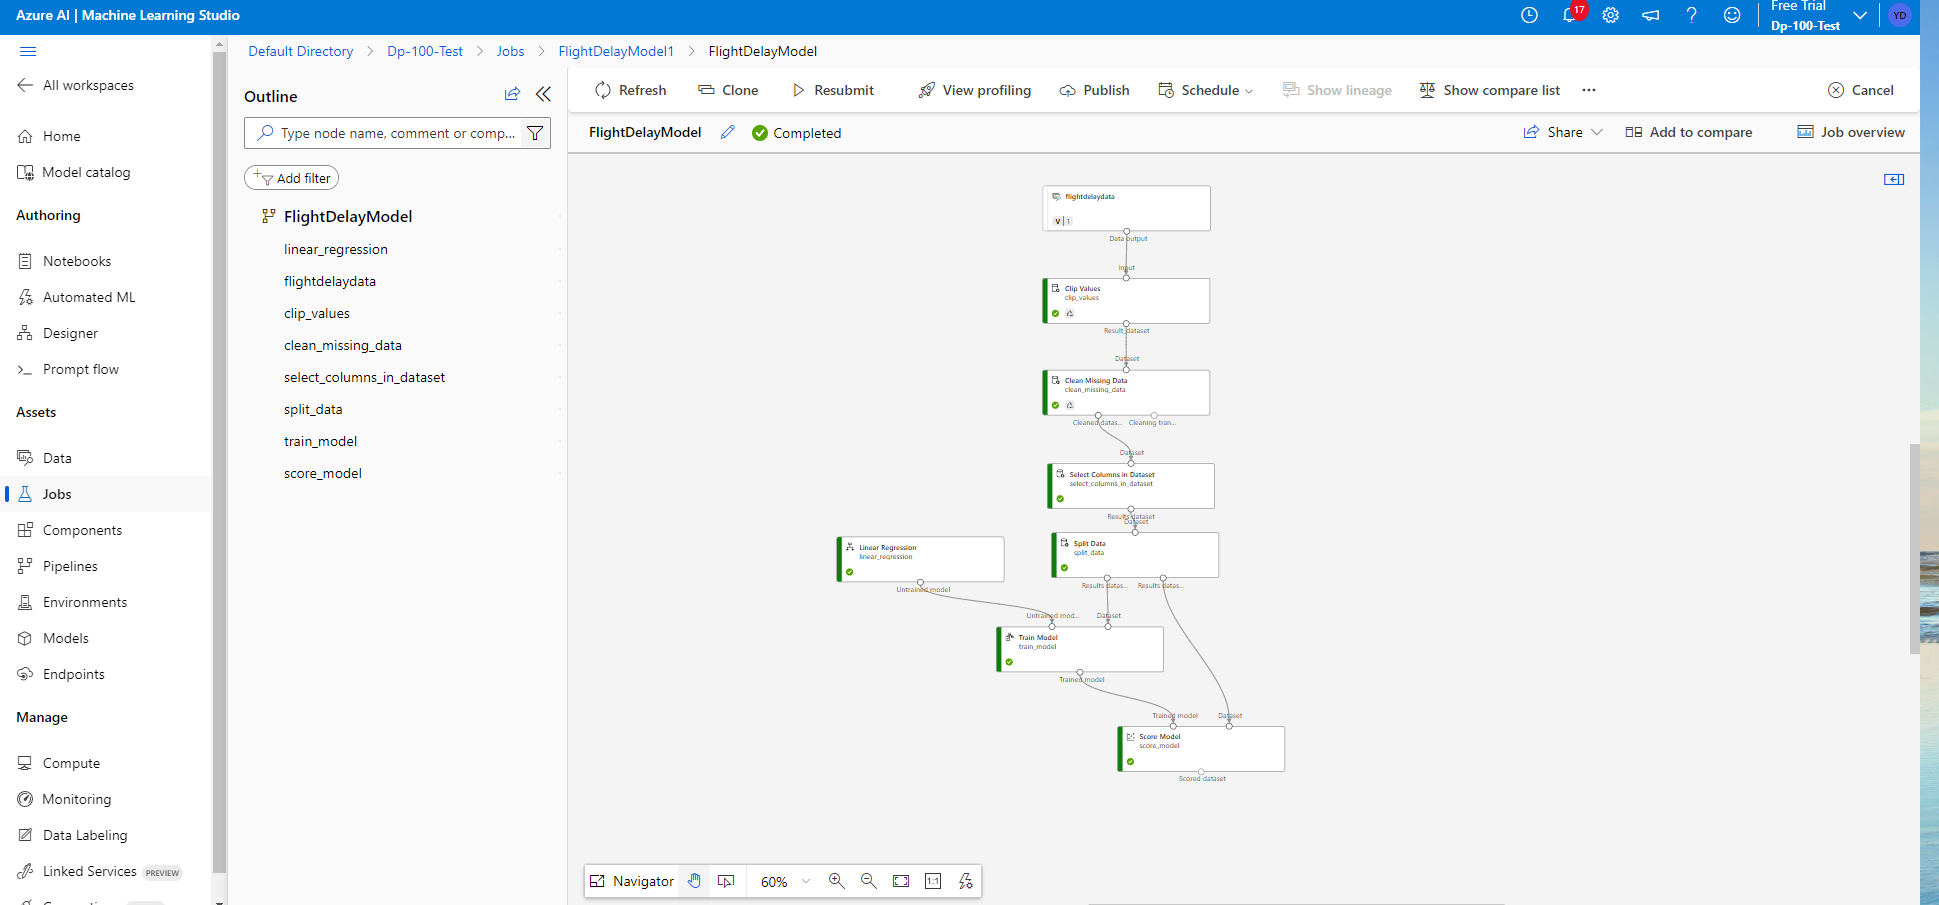 Azure AI | Machine Learning Studio
17
Free Trial
Dp-100-Test
YD
All workspaces
Home
Model catalog
Authoring
Notebooks
Automated ML
Designer
Prompt flow
Assets
Data
Jobs
Components
Pipelines
Environments
Models
Endpoints
Manage
Compute
Monitoring
Data Labeling
Linked Services PREVIEW
Default Directory > Dp-100-Test > Jobs > FlightDelayModel1 > FlightDelayModel
Outline
Type node name, comment or comp...
Add filter
FlightDelayModel
linear_regression
flightdelaydata
clip_values
clean_missing_data
select_columns_in_dataset
split_data
train_model
score_model
Refresh Clone Resubmit View profiling Publish Schedule Show lineage Show compare list ... Cancel
FlightDelayModel Completed Share Add to compare Job overview
flightdelaydata
V | 1
Data output
Input
Clip Values
clip_values
Result dataset
Dataset
Clean Missing Data
clean_missing_data
Cleaned datas... Cleaning tran...
Dataset
Select Columns in Dataset
select_columns_in_dataset
Results dataset
Dataset
Split Data
split_data
Results datas... Results datas...
Linear Regression
linear_regression
Untrained model
Untrained mod... Dataset
Train Model
train_model
Trained model
Trained model Dataset
Score Model
score_model
Scored dataset
Navigator 60% 1:1